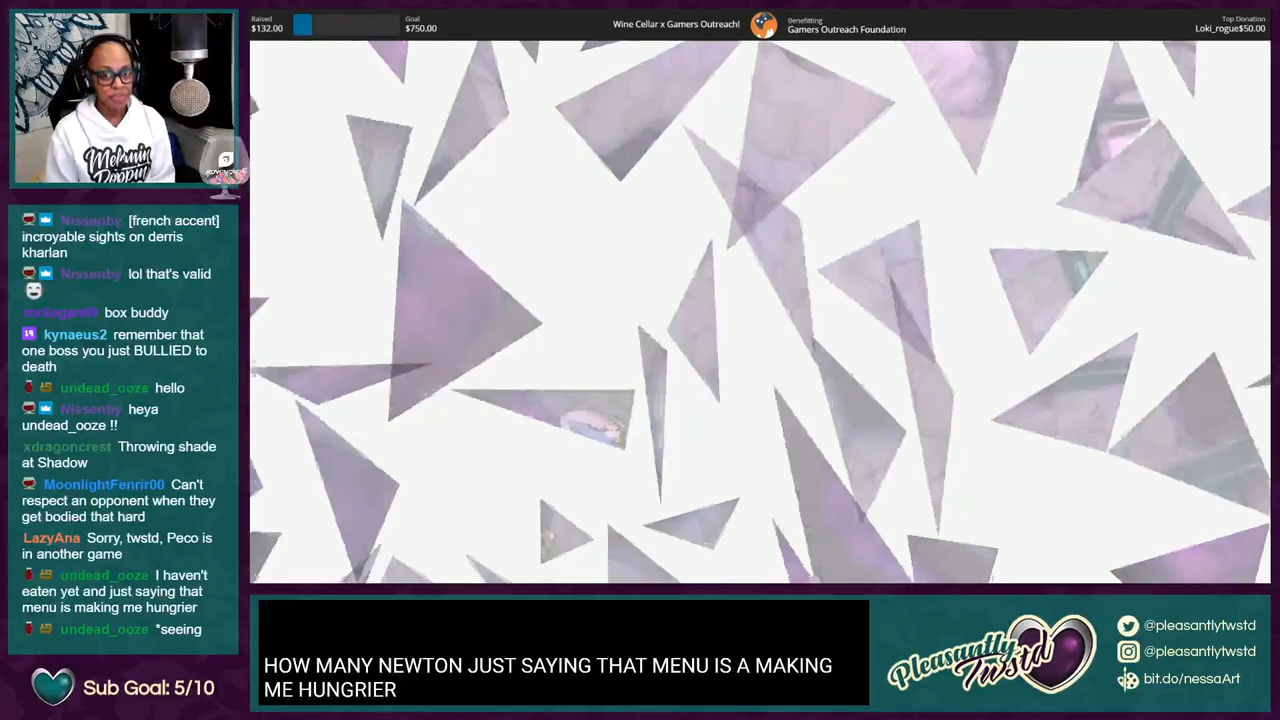 Raised
$132.00
Goal
$750.00
Wine Cellar x Gamers Outreach!
Benefitting
Gamers Outreach Foundation
Top Donation
Loki_rogue$50.00
Melanin
Poppin
Nissenby [french accent]
incroyable sights on derris
kharlan
Nissenby lol that's valid
box buddy
kynaeus2 remember that
one boss you just BULLIED to
death
undead_ooze hello
Nissenby heya
undead_ooze !!
xdragoncrest Throwing shade
at Shadow
MoonlightFenrir00 Can't
respect an opponent when they
get bodied that hard
LazyAna Sorry, twstd, Peco is
in another game
undead_ooze I haven't
eaten yet and just saying that
menu is making me hungrier
undead_ooze *seeing
Sub Goal: 5/10
HOW MANY NEWTON JUST SAYING THAT MENU IS A MAKING
ME HUNGRIER
Pleasantly
Twstd
@pleasantlytwstd
@pleasantlytwstd
bit.do/nessaArt